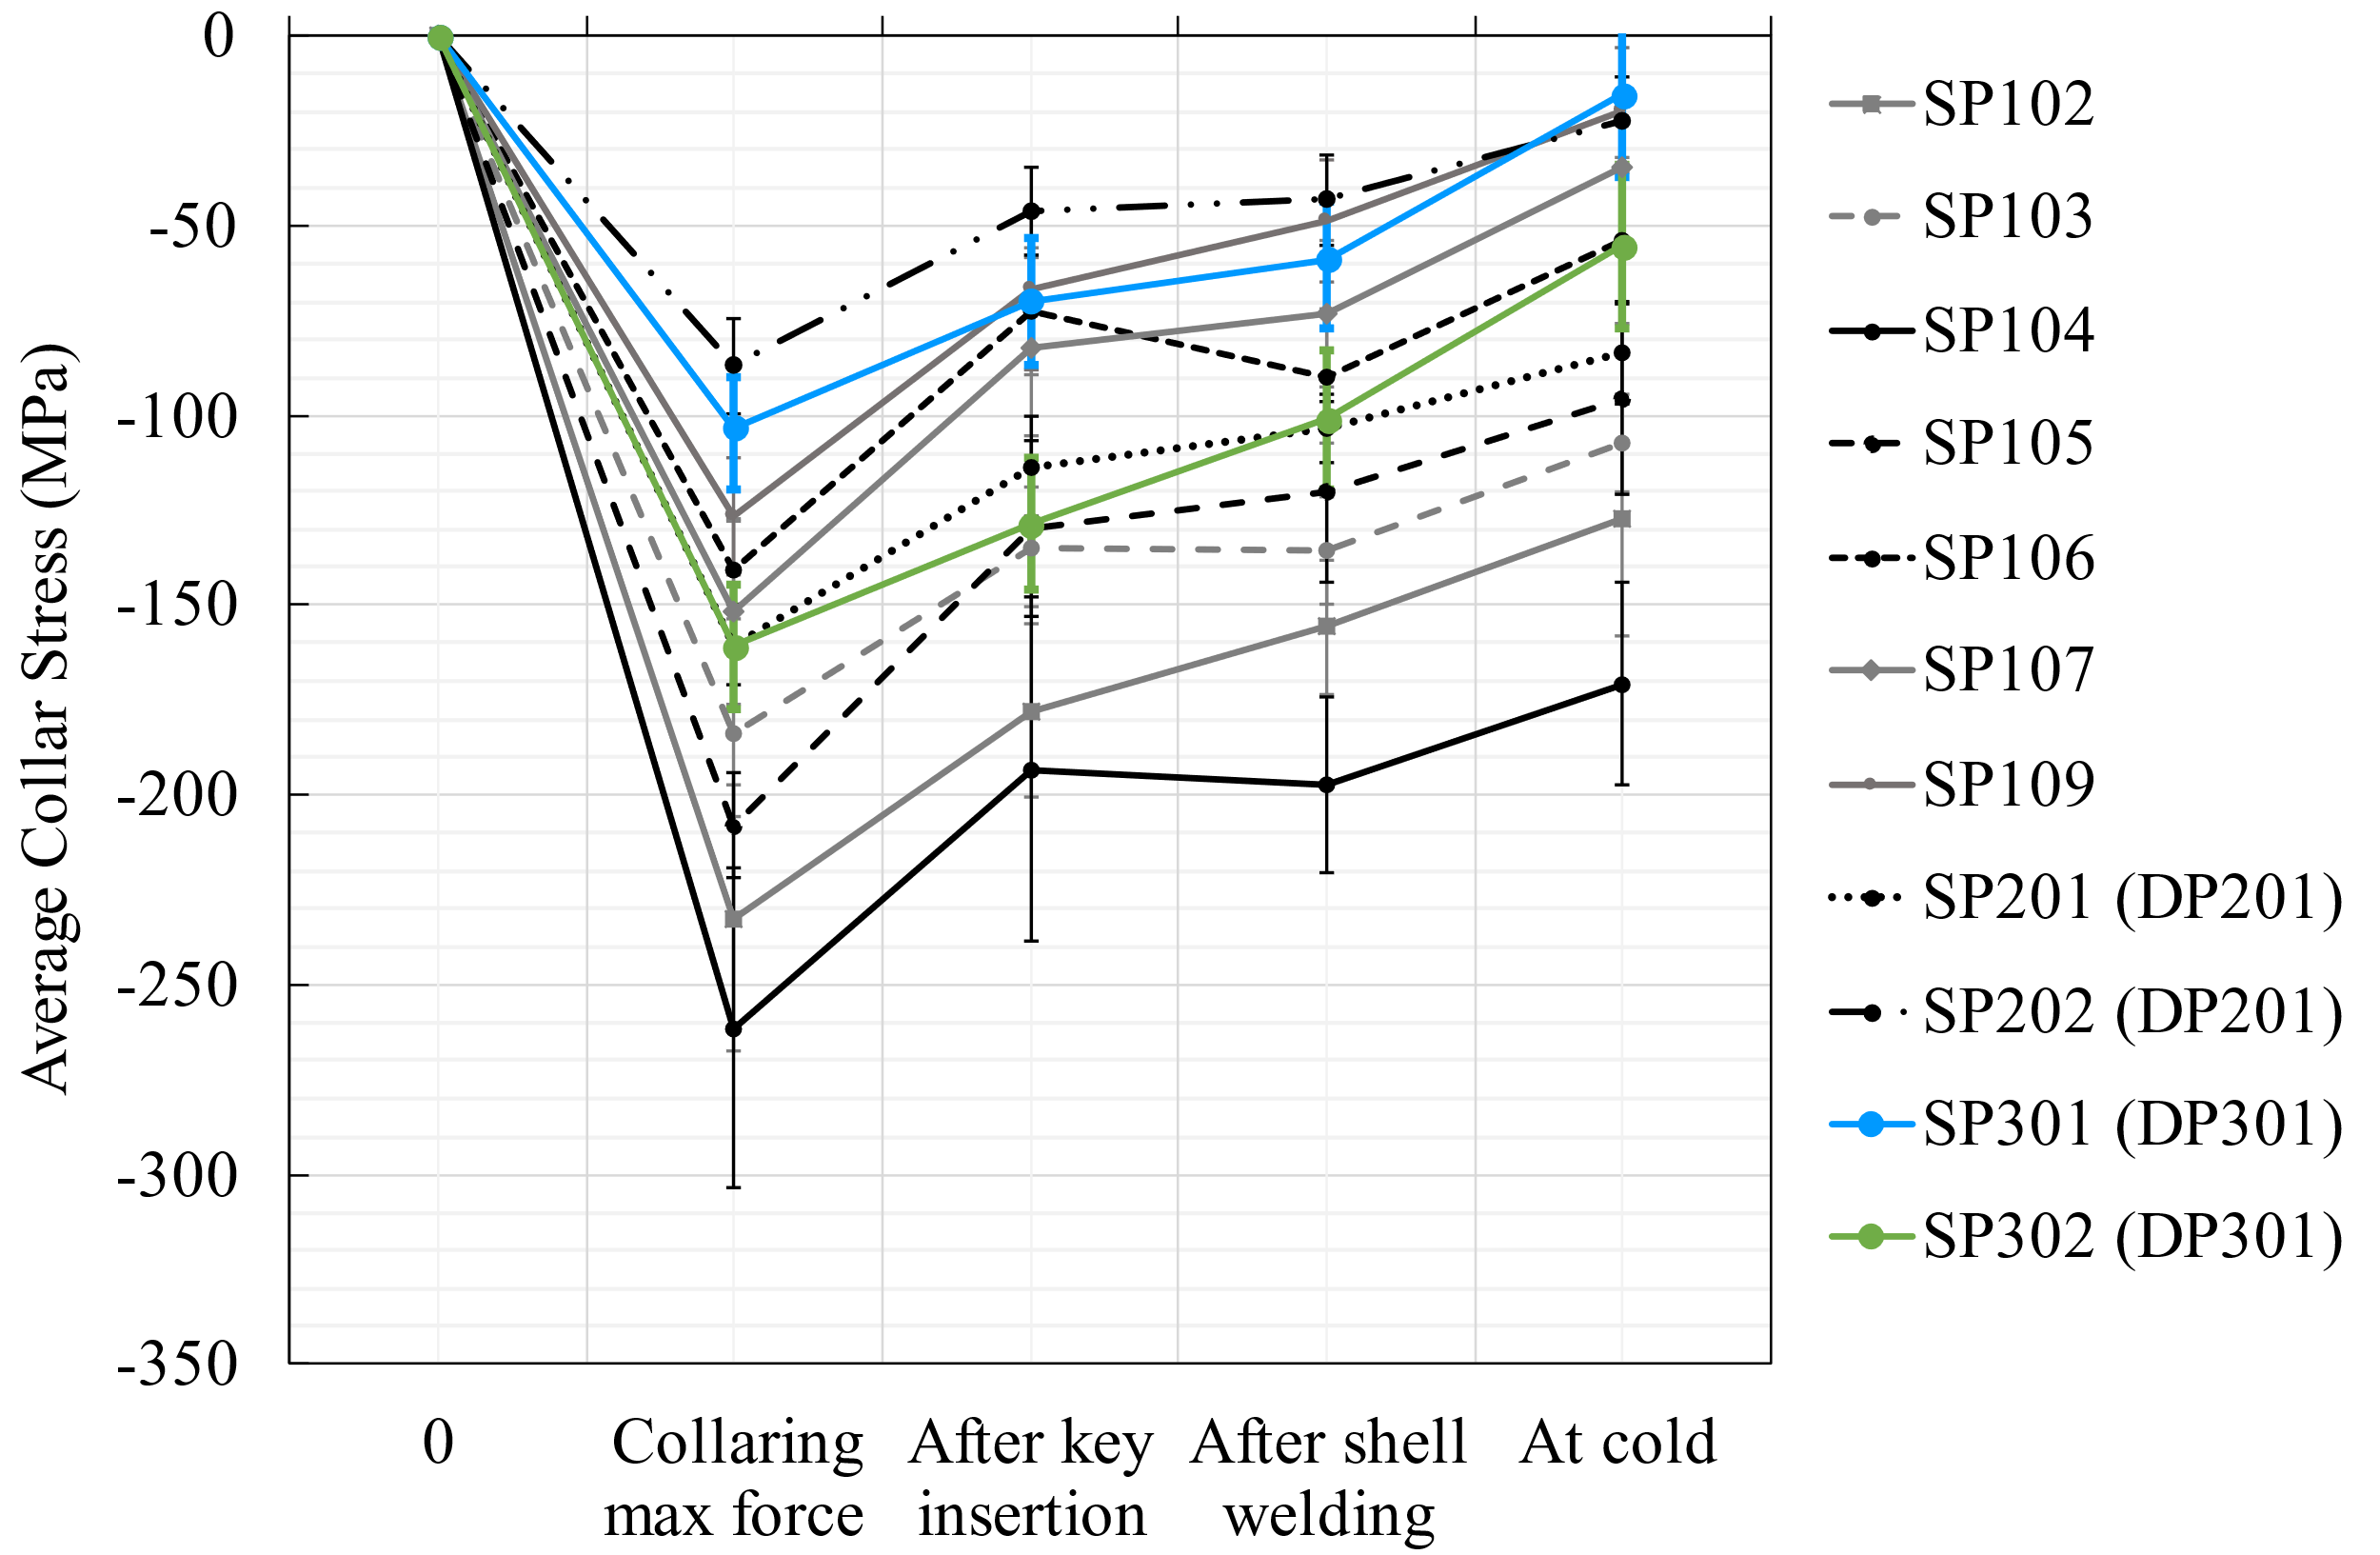 Average Collar Stress (MPa)
0
-50
-100
-150
-200
-250
-300
-350
0
Collaring
max force
After key
insertion
After shell
welding
At cold
SP102
SP103
SP104
SP105
SP106
SP107
SP109
SP201 (DP201)
SP202 (DP201)
SP301 (DP301)
SP302 (DP301)